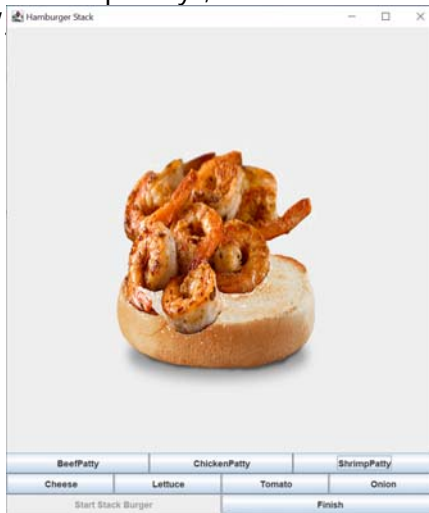 Hamburger Stack
BeefPatty ChickenPatty ShrimpPatty
Cheese Lettuce Tomato Onion
Start Stack Burger Finish